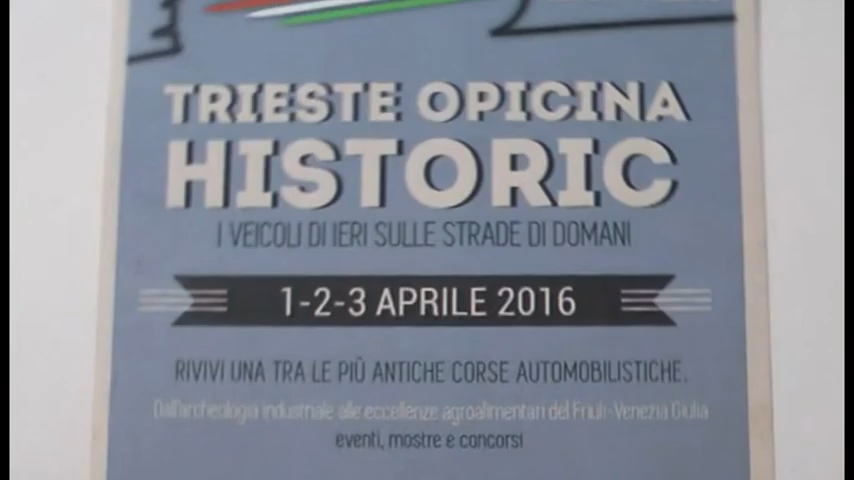 TRIESTE OPICINA
HISTORIC
I VEICOLI DI IERI SULLE STRADE DI DOMANI
1-2-3 APRILE 2016
RIVIVI UNA TRA LE PIÙ ANTICHE CORSE AUTOMOBILISTICHE.
Dall'archeologia industriale alle eccellenze agroalimentari del Friuli-Venezia Giulia
eventi, mostre e concorsi